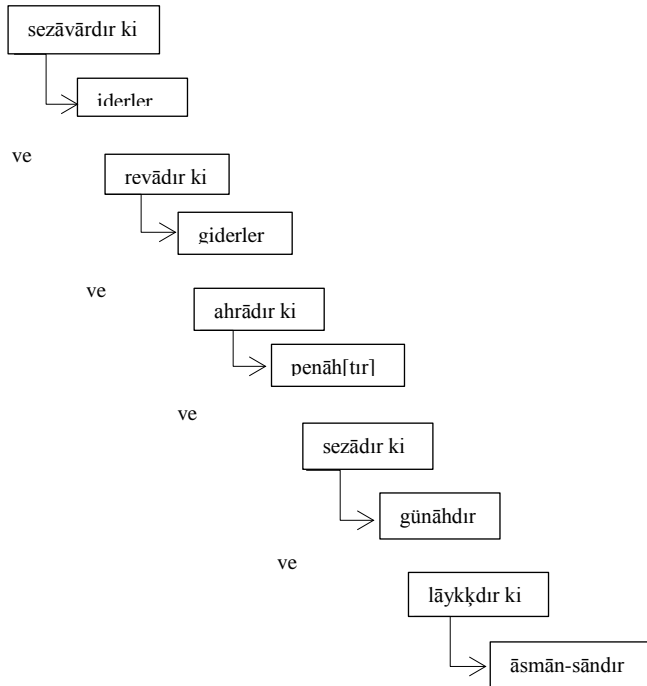 sezāvārdır ki
iderler
ve
revādır ki
giderler
ve
ahrādır ki
penāh[tır]
ve
sezādır ki
günāhdır
ve
lāykḳdır ki
āsmān-sāndır